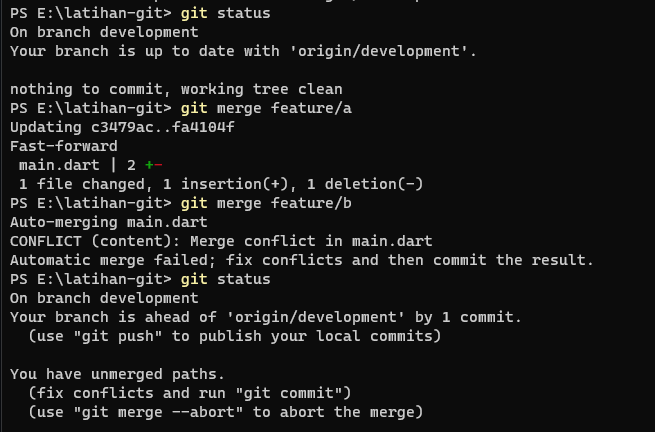 PS E:\latihan-git> git status
On branch development
Your branch is up to date with 'origin/development'.
nothing to commit, working tree clean
PS E:\latihan-git> git merge feature/a
Updating c3479ac..fa4104f
Fast-forward
 main.dart | 2 +-
 1 file changed, 1 insertion(+), 1 deletion(-)
PS E:\latihan-git> git merge feature/b
Auto-merging main.dart
CONFLICT (content): Merge conflict in main.dart
Automatic merge failed; fix conflicts and then commit the result.
PS E:\latihan-git> git status
On branch development
Your branch is ahead of 'origin/development' by 1 commit.
  (use "git push" to publish your local commits)
You have unmerged paths.
  (fix conflicts and run "git commit")
  (use "git merge --abort" to abort the merge)